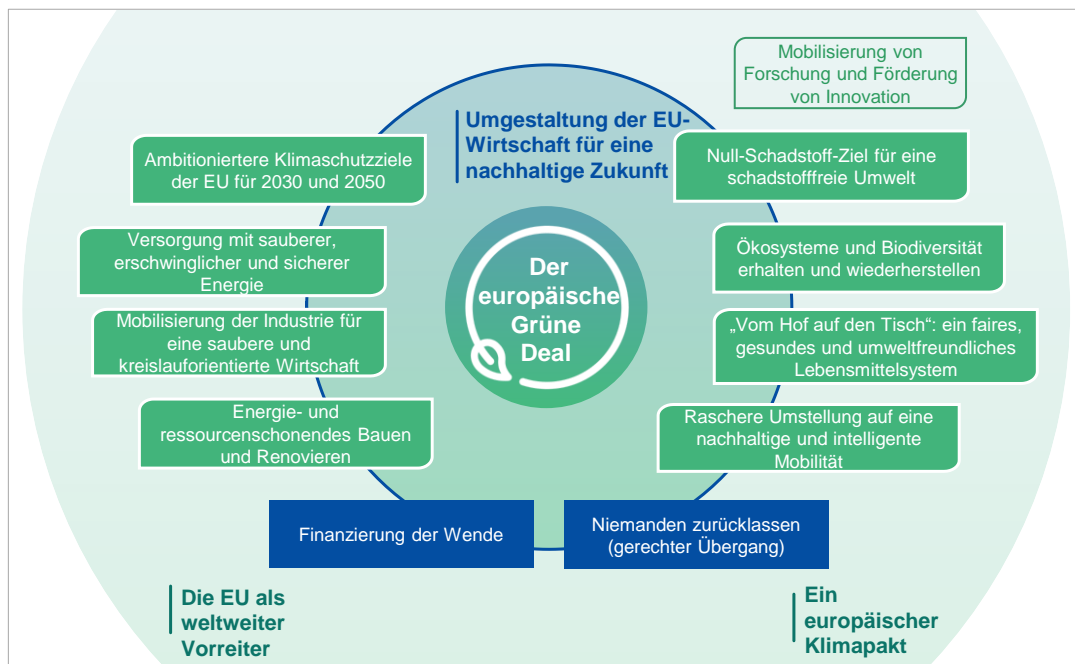 Mobilisierung von
Forschung und Förderung
von Innovation
Umgestaltung der EU-
Wirtschaft für eine
nachhaltige Zukunft
Ambitioniertere Klimaschutzziele
der EU für 2030 und 2050
Null-Schadstoff-Ziel für eine
schadstofffreie Umwelt
Versorgung mit sauberer,
erschwinglicher und sicherer
Energie
Ökosysteme und Biodiversität
erhalten und wiederherstellen
Der
europäische
Grüne
Deal
Mobilisierung der Industrie für
eine saubere und
kreislauforientierte Wirtschaft
„Vom Hof auf den Tisch“: ein faires,
gesundes und umweltfreundliches
Lebensmittelsystem
Energie- und
ressourcenschonendes Bauen
und Renovieren
Raschere Umstellung auf eine
nachhaltige und intelligente
Mobilität
Finanzierung der Wende
Niemanden zurücklassen
(gerechter Übergang)
Die EU als
weltweiter
Vorreiter
Ein
europäischer
Klimapakt